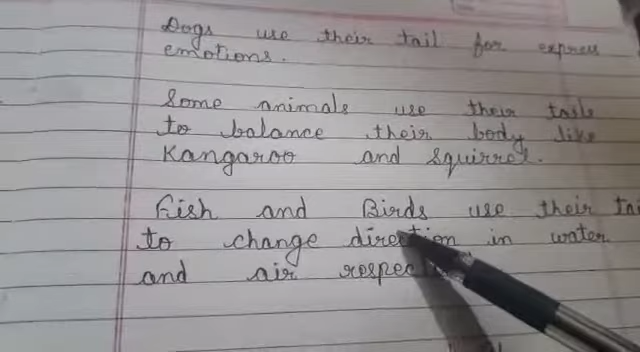 Dogs use their tail for express
emotions.
Some animals use their tails
to balance their body like
Kangaroo and squirrel.
Fish and Birds use their
to change direction in water
and air